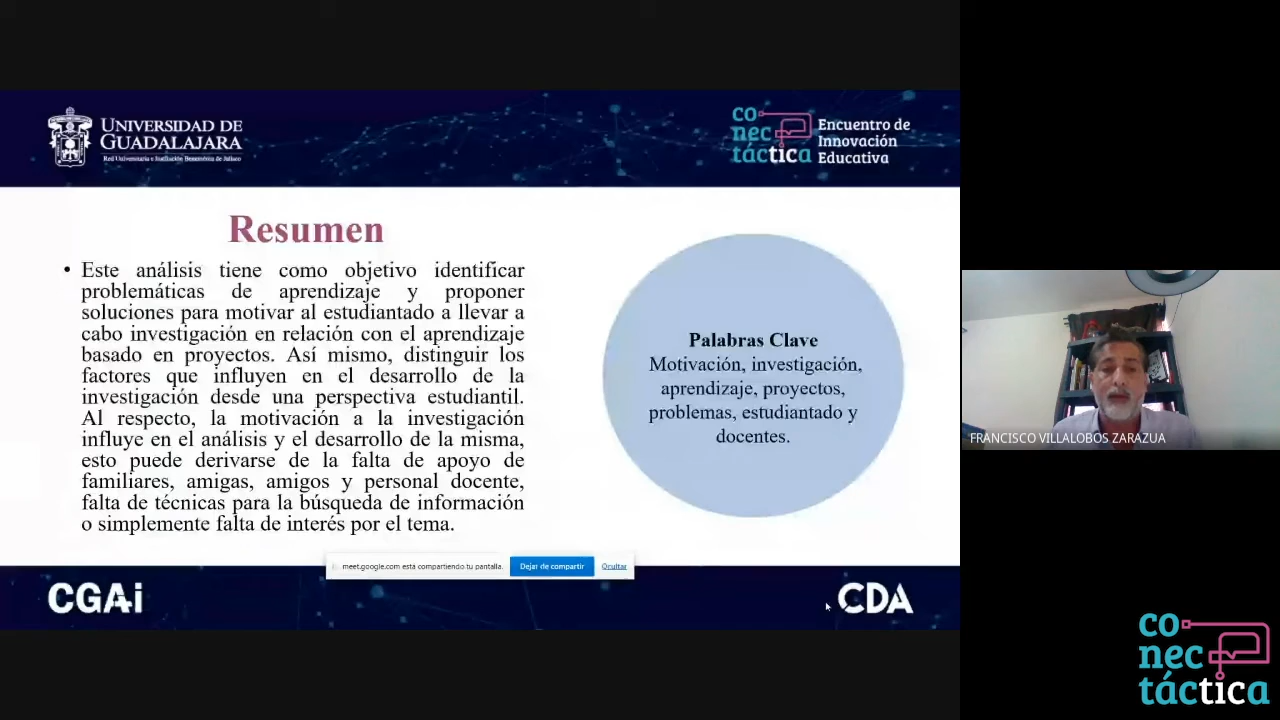 UNIVERSIDAD DE
GUADALAJARA
Red Universitaria e Institución Benemérita de Jalisco
co
nec
táctica
Encuentro de
Innovación
Educativa
Resumen
• Este análisis tiene como objetivo identificar
problemáticas de aprendizaje y proponer
soluciones para motivar al estudiantado a llevar a
cabo investigación en relación con el aprendizaje
basado en proyectos. Así mismo, distinguir los
factores que influyen en el desarrollo de la
investigación desde una perspectiva estudiantil.
Al respecto, la motivación a la investigación
influye en el análisis y el desarrollo de la misma,
esto puede derivarse de la falta de apoyo de
familiares, amigas, amigos y personal docente,
falta de técnicas para la búsqueda de información
o simplemente falta de interés por el tema.
Palabras Clave
Motivación, investigación,
aprendizaje, proyectos,
problemas, estudiantado y
docentes.
meet.google.com está compartiendo tu pantalla.
Dejar de compartir
Ocultar
CGAi
CDA
FRANCISCO VILLALOBOS ZARAZUA
co
nec
táctica